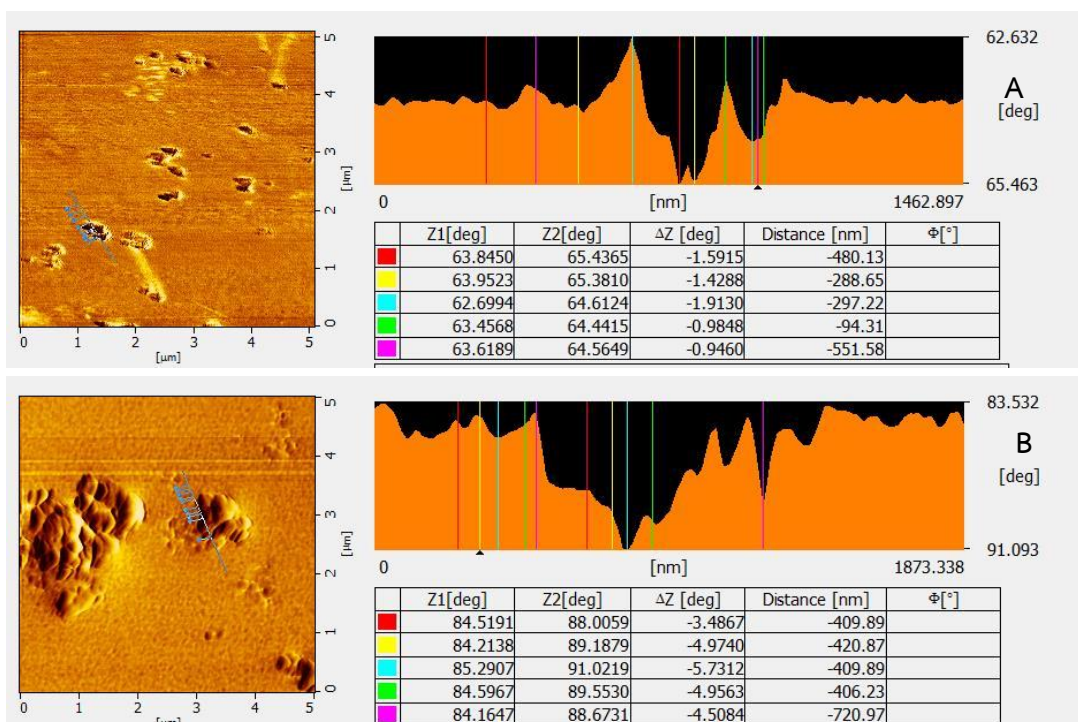 5
4
3
2
1
0
[µm]
0 1 2 3 4 5
[µm]
62.632
A
[deg]
65.463
0 [nm] 1462.897
Z1[deg] Z2[deg] ΔZ [deg] Distance [nm] Φ[°]
63.8450 65.4365 -1.5915 -480.13
63.9523 65.3810 -1.4288 -288.65
62.6994 64.6124 -1.9130 -297.22
63.4568 64.4415 -0.9848 -94.31
63.6189 64.5649 -0.9460 -551.58
5
4
3
2
1
0
[µm]
0 1 2 3 4 5
[µm]
83.532
B
[deg]
91.093
0 [nm] 1873.338
Z1[deg] Z2[deg] ΔZ [deg] Distance [nm] Φ[°]
84.5191 88.0059 -3.4867 -409.89
84.2138 89.1879 -4.9740 -420.87
85.2907 91.0219 -5.7312 -409.89
84.5967 89.5530 -4.9563 -406.23
84.1647 88.6731 -4.5084 -720.97